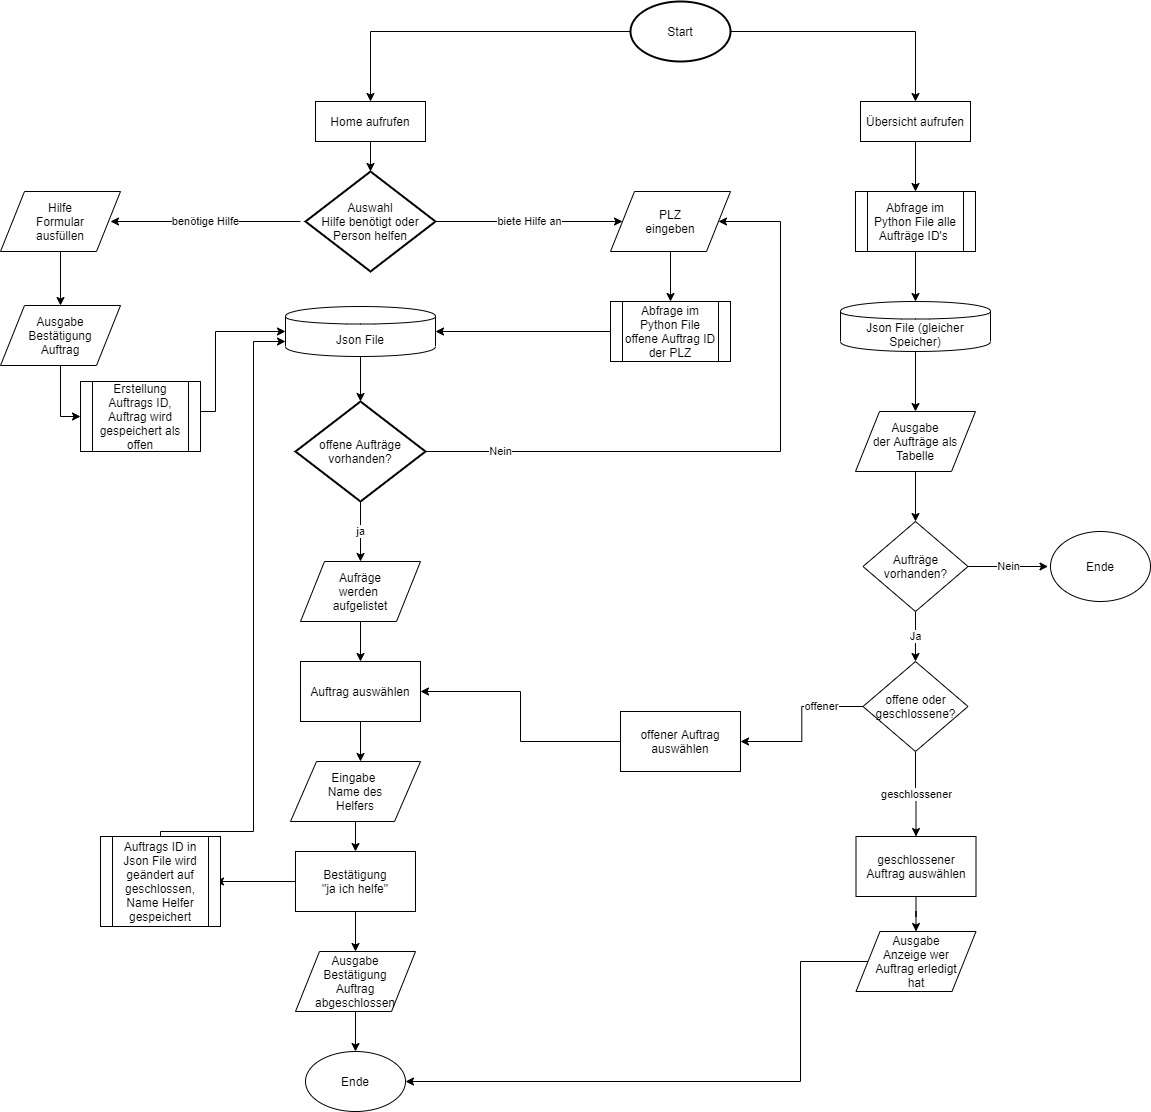 Start
Home aufrufen
Übersicht aufrufen
Auswahl
Hilfe benötigt oder
Person helfen
benötige Hilfe
biete Hilfe an
Hilfe
Formular
ausfüllen
PLZ
eingeben
Abfrage im
Python File alle
Aufträge ID's
Ausgabe
Bestätigung
Auftrag
Json File
Abfrage im
Python File
offene Auftrag ID
der PLZ
Json File (gleicher
Speicher)
Erstellung
Auftrags ID,
Auftrag wird
gespeichert als
offen
offene Aufträge
vorhanden?
Nein
Ausgabe
der Aufträge als
Tabelle
ja
Aufräge
werden
aufgelistet
Aufträge
vorhanden?
Nein
Ende
Ja
Auftrag auswählen
offene oder
geschlossene?
offener
offener Auftrag
auswählen
Eingabe
Name des
Helfers
geschlossener
Auftrags ID in
Json File wird
geändert auf
geschlossen,
Name Helfer
gespeichert
Bestätigung
"ja ich helfe"
geschlossener
Auftrag auswählen
Ausgabe
Bestätigung
Auftrag
abgeschlossen
Ausgabe
Anzeige wer
Auftrag erledigt
hat
Ende